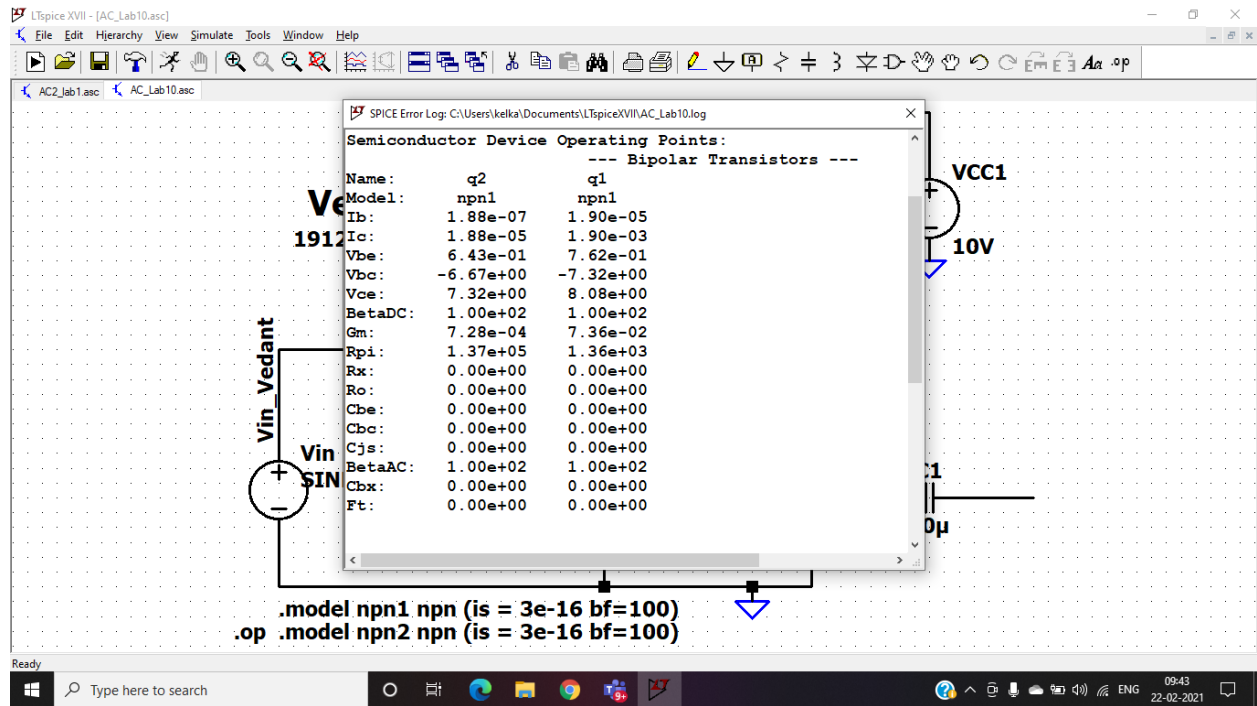 LTspice XVII - [AC_Lab10.asc]
File Edit Hierarchy View Simulate Tools Window Help
AC2_lab1.asc AC_Lab10.asc
SPICE Error Log: C:\Users\kelka\Documents\LTspiceXVII\AC_Lab10.log
Semiconductor Device Operating Points:
--- Bipolar Transistors ---
Name: q2 q1
Model: npn1 npn1
Ib: 1.88e-07 1.90e-05
Ic: 1.88e-05 1.90e-03
Vbe: 6.43e-01 7.62e-01
Vbc: -6.67e+00 -7.32e+00
Vce: 7.32e+00 8.08e+00
BetaDC: 1.00e+02 1.00e+02
Gm: 7.28e-04 7.36e-02
Rpi: 1.37e+05 1.36e+03
Rx: 0.00e+00 0.00e+00
Ro: 0.00e+00 0.00e+00
Cbe: 0.00e+00 0.00e+00
Cbc: 0.00e+00 0.00e+00
Cjs: 0.00e+00 0.00e+00
BetaAC: 1.00e+02 1.00e+02
Cbx: 0.00e+00 0.00e+00
Ft: 0.00e+00 0.00e+00
VCC1
10V
Ve
1912
Vin_Vedant
Vin
SIN
C1
0µ
.model npn1 npn (is = 3e-16 bf=100)
.op .model npn2 npn (is = 3e-16 bf=100)
Ready
Type here to search
ENG
09:43
22-02-2021